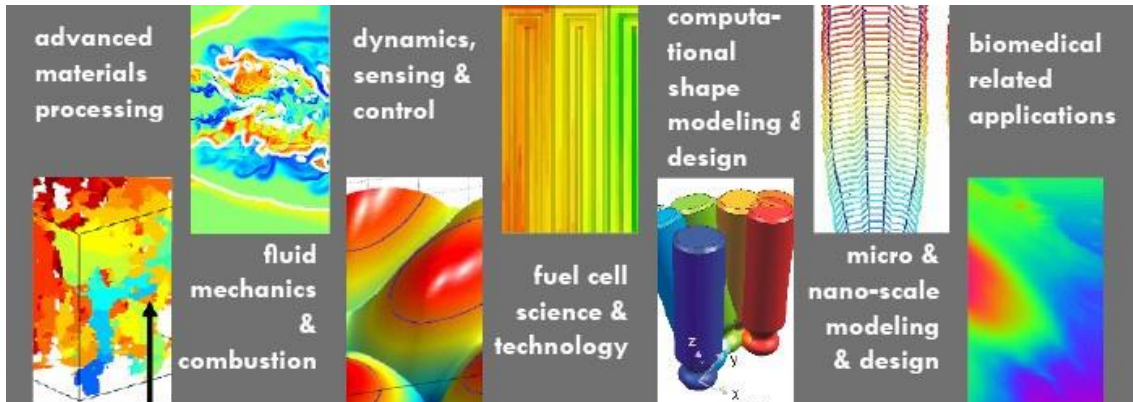 advanced
materials
processing
fluid
mechanics
&
combustion
dynamics,
sensing &
control
fuel cell
science &
technology
computa-
tional
shape
modeling &
design
z
y
x
micro &
nano-scale
modeling
& design
biomedical
related
applications